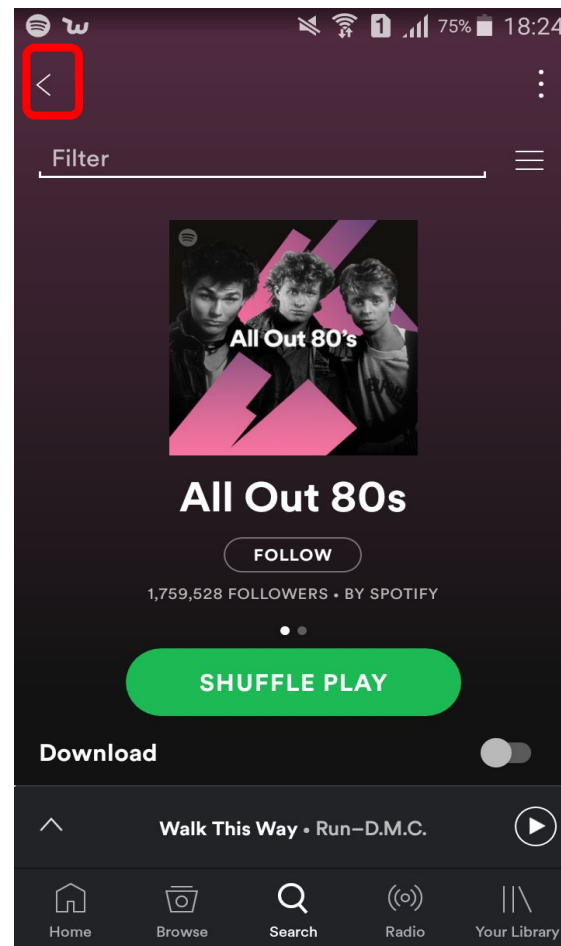 1 75% 18:24
Filter
All Out 80's
All Out 80s
FOLLOW
1,759,528 FOLLOWERS • BY SPOTIFY
SHUFFLE PLAY
Download
Walk This Way • Run–D.M.C.
Home Browse Search Radio Your Library